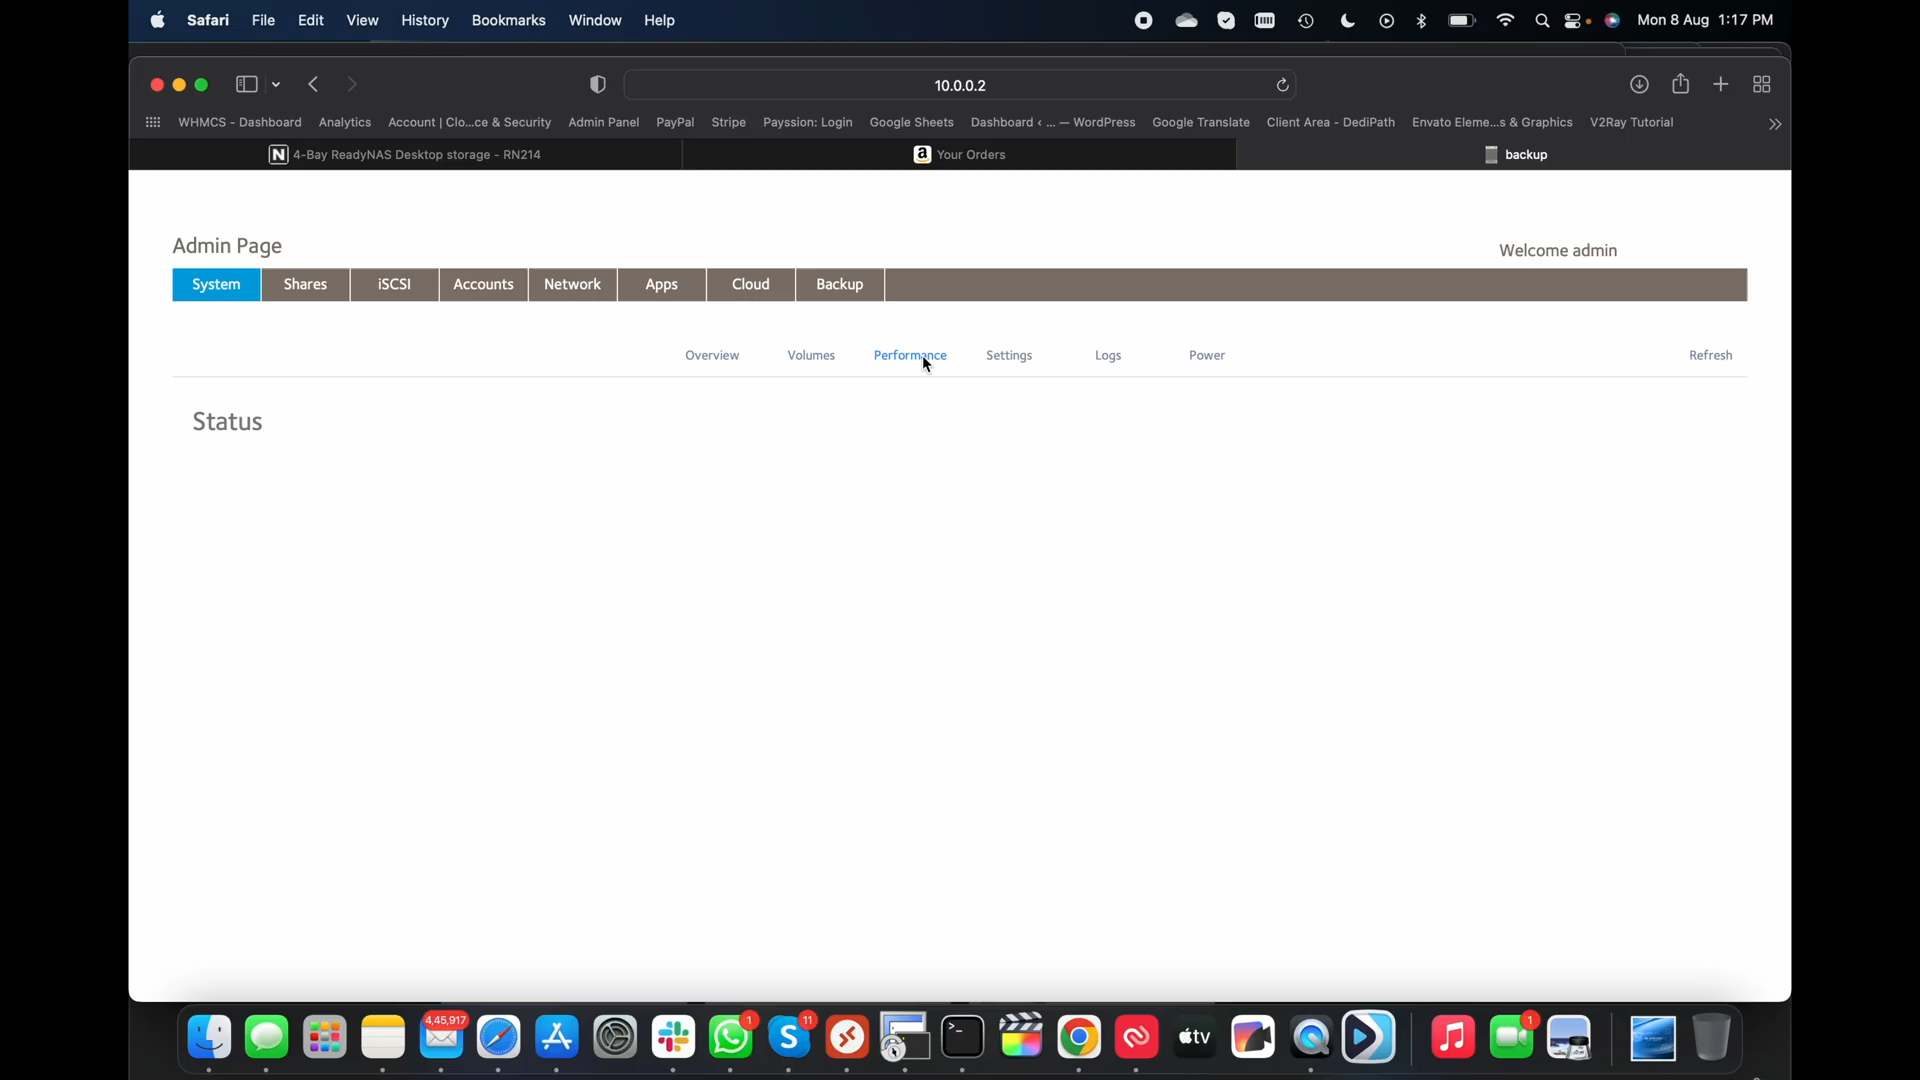 Safari File Edit View History Bookmarks Window Help Mon 8 Aug 1:17 PM
10.0.0.2
WHMCS - Dashboard Analytics Account | Clo...ce & Security Admin Panel PayPal Stripe Payssion: Login Google Sheets Dashboard < ... — WordPress Google Translate Client Area - DediPath Envato Eleme...s & Graphics V2Ray Tutorial
N 4-Bay ReadyNAS Desktop storage - RN214 a Your Orders backup
Admin Page Welcome admin
System Shares iSCSI Accounts Network Apps Cloud Backup
Overview Volumes Performance Settings Logs Power Refresh
Status
4,45,917 1 11 1
S >_ tv